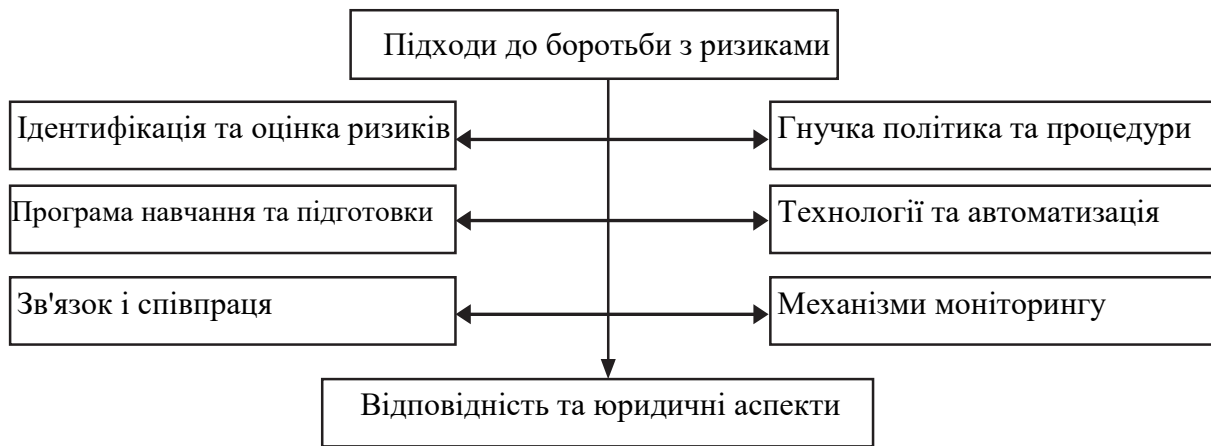 Підходи до боротьби з ризиками
Ідентифікація та оцінка ризиків
Гнучка політика та процедури
Програма навчання та підготовки
Технології та автоматизація
Зв'язок і співпраця
Механізми моніторингу
Відповідність та юридичні аспекти